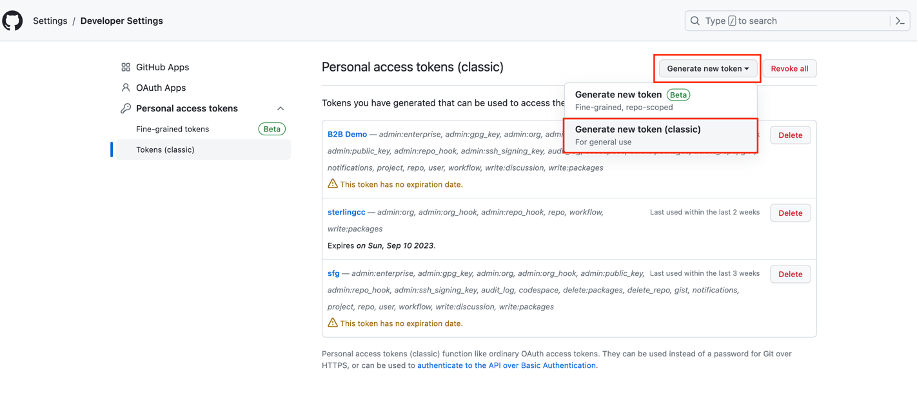 Settings / Developer Settings
Type / to search
GitHub Apps
OAuth Apps
Personal access tokens
Fine-grained tokens Beta
Tokens (classic)
Personal access tokens (classic)
Generate new token
Revoke all
Generate new token Beta
Fine-grained, repo-scoped
Generate new token (classic)
For general use
Tokens you have generated that can be used to access the
B2B Demo — admin:enterprise, admin:gpg_key, admin:org,
admin:public_key, admin:repo_hook, admin:ssh_signing_key,
notifications, project, repo, user, workflow, write:discussion, write:packages
This token has no expiration date.
Delete
sterlingcc — admin:org, admin:org_hook, admin:repo_hook, repo, workflow,
write:packages
Last used within the last 2 weeks
Delete
Expires on Sun, Sep 10 2023.
sfg — admin:enterprise, admin:gpg_key, admin:org, admin:org_hook, admin:public_key,
Last used within the last 3 weeks
Delete
admin:repo_hook, admin:ssh_signing_key, audit_log, codespace, delete:packages, delete_repo, gist, notifications,
project, repo, user, workflow, write:discussion, write:packages
This token has no expiration date.
Personal access tokens (classic) function like ordinary OAuth access tokens. They can be used instead of a password for Git over
HTTPS, or can be used to authenticate to the API over Basic Authentication.